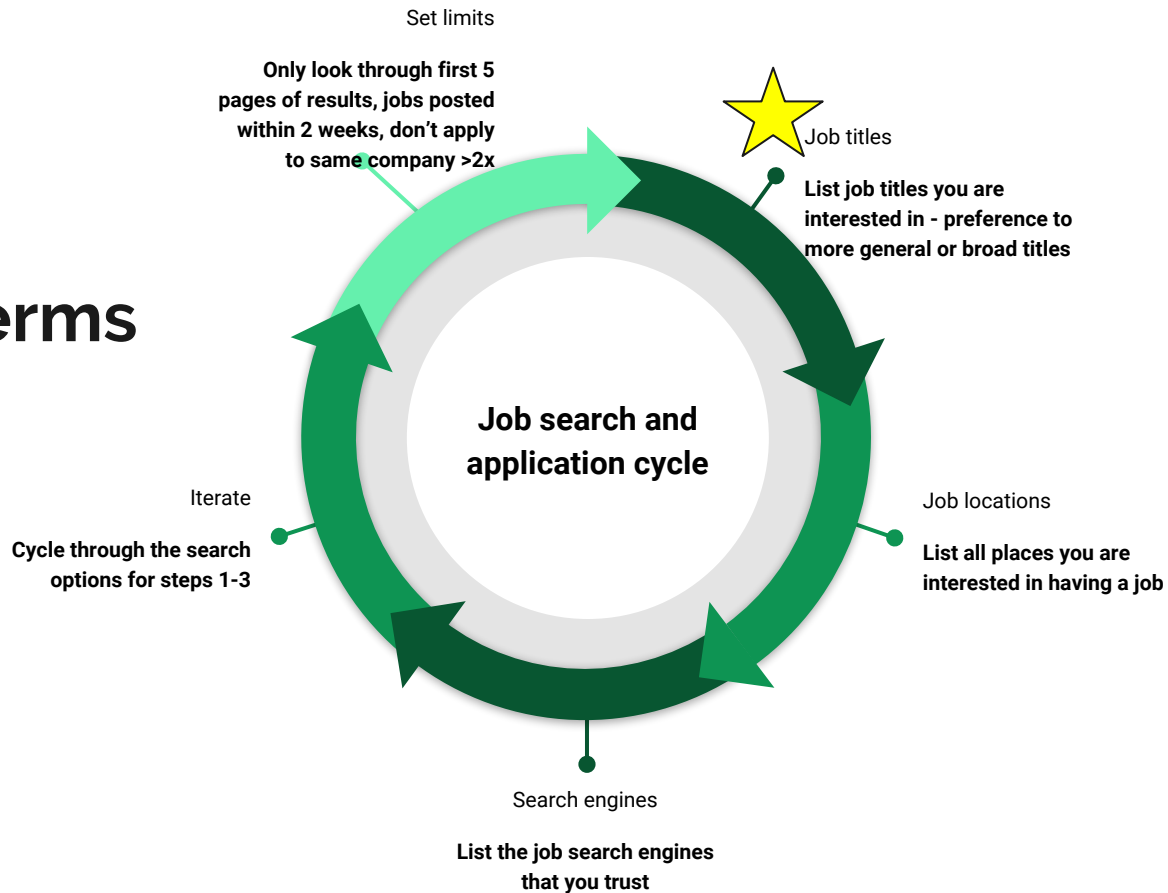 Set limits
Only look through first 5
pages of results, jobs posted
within 2 weeks, don’t apply
to same company >2x
Job titles
List job titles you are
interested in - preference to
more general or broad titles
erms
Job search and
application cycle
Iterate
Cycle through the search
options for steps 1-3
Job locations
List all places you are
interested in having a job
Search engines
List the job search engines
that you trust